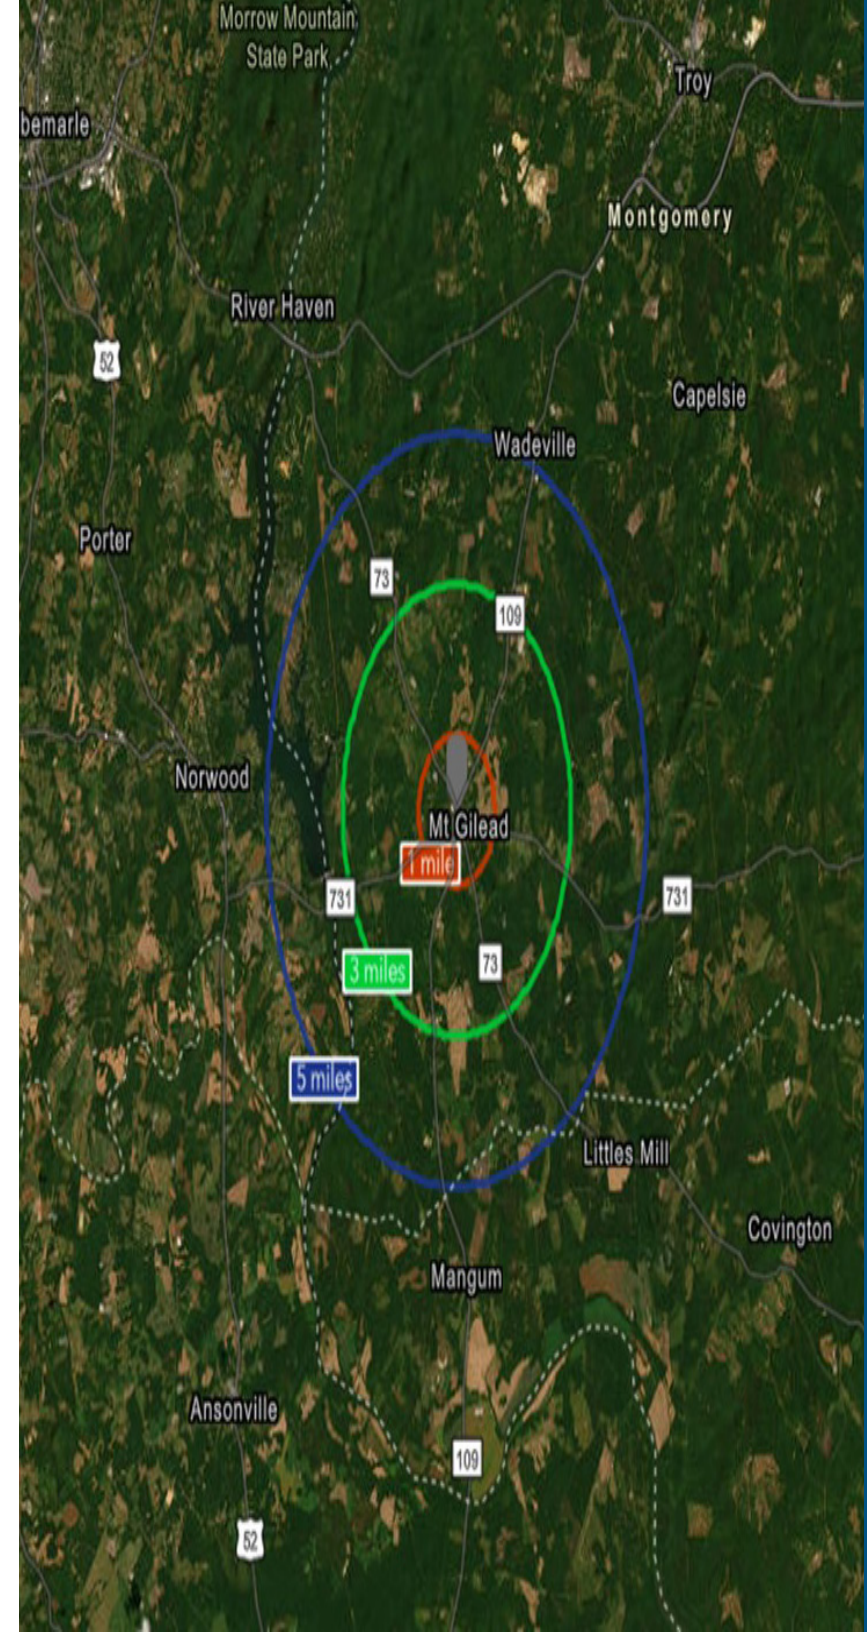 Morrow Mountain
State Park
Troy
bemarle
Montgomery
River Haven
52
Capelsie
Wadeville
Porter
73
109
Norwood
Mt Gilead
1 mile
731
731
73
3 miles
5 miles
Littles Mill
Covington
Mangum
Ansonville
109
52